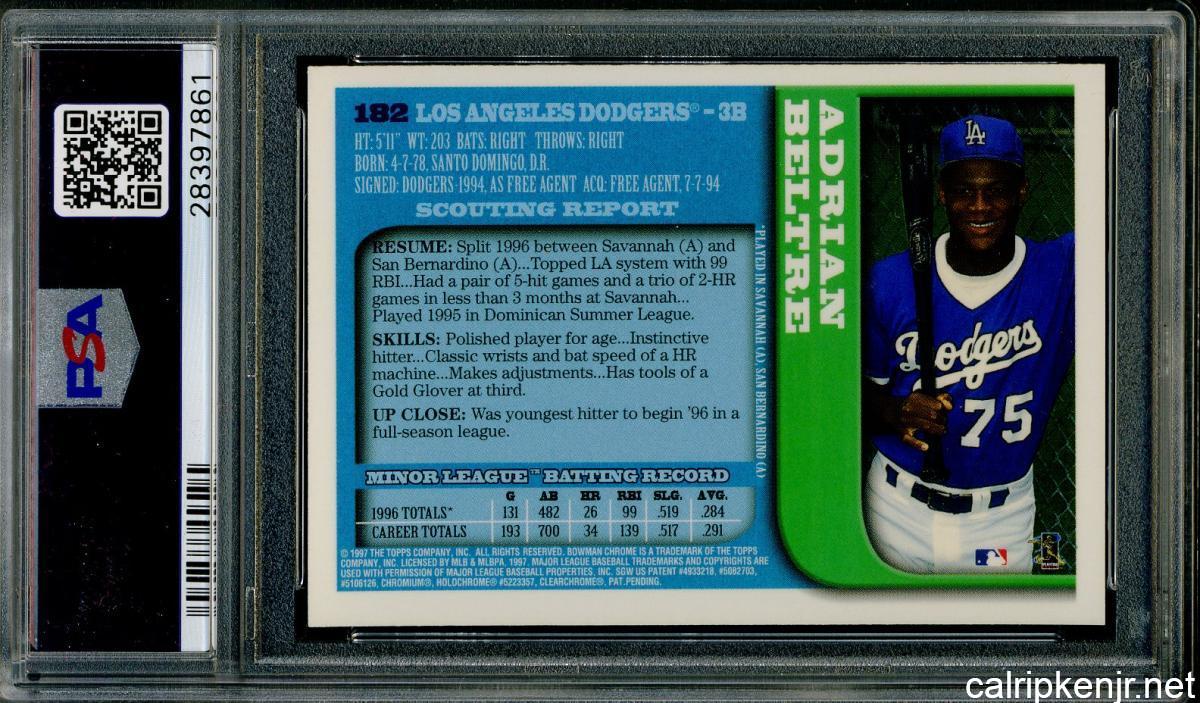 28397861
PSA
182 LOS ANGELES DODGERS® - 3B
HT: 5'11" WT: 203 BATS: RIGHT THROWS: RIGHT
BORN: 4-7-78, SANTO DOMINGO, D.R.
SIGNED: DODGERS-1994, AS FREE AGENT ACQ: FREE AGENT, 7-7-94
SCOUTING REPORT
RESUME: Split 1996 between Savannah (A) and
San Bernardino (A)...Topped LA system with 99
RBI...Had a pair of 5-hit games and a trio of 2-HR
games in less than 3 months at Savannah...
Played 1995 in Dominican Summer League.
SKILLS: Polished player for age...Instinctive
hitter...Classic wrists and bat speed of a HR
machine...Makes adjustments...Has tools of a
Gold Glover at third.
UP CLOSE: Was youngest hitter to begin '96 in a
full-season league.
*PLAYED IN SAVANNAH (A), SAN BERNARDINO (A)
MINOR LEAGUE™ BATTING RECORD
G AB HR RBI SLG. AVG.
1996 TOTALS* 131 482 26 99 .519 .284
CAREER TOTALS 193 700 34 139 .517 .291
© 1997 THE TOPPS COMPANY, INC. ALL RIGHTS RESERVED. BOWMAN CHROME IS A TRADEMARK OF THE TOPPS
COMPANY, INC. LICENSED BY MLB & MLBPA, 1997. MAJOR LEAGUE BASEBALL TRADEMARKS AND COPYRIGHTS ARE
USED WITH PERMISSION OF MAJOR LEAGUE BASEBALL PROPERTIES, INC. SGW US PATENT #4933218, #5082703,
#5106126, CHROMIUM®, HOLOCHROME® #5223357, CLEARCHROME®, PAT. PENDING.
ADRIAN
BELTRE
LA
Dodgers
75
calripkenjr.net